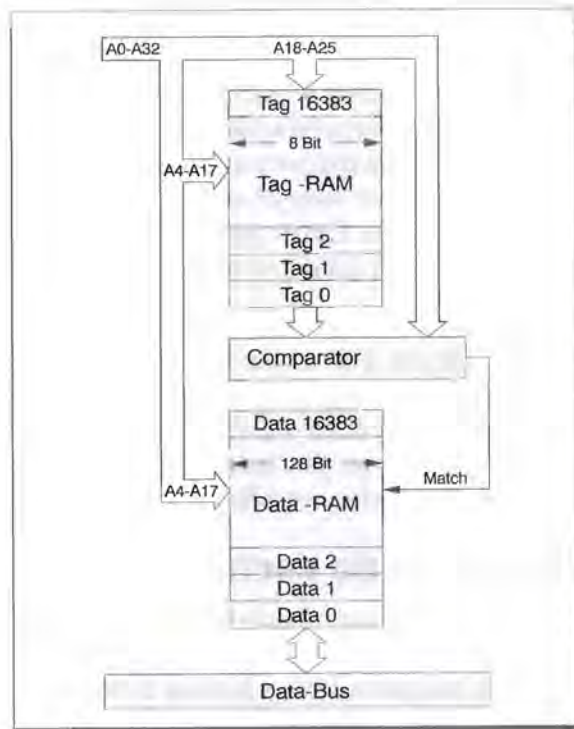 A0-A32
A18-A25
Tag 16383
8 Bit
A4-A17
Tag -RAM
Tag 2
Tag 1
Tag 0
Comparator
Data 16383
128 Bit
Match
A4-A17
Data -RAM
Data 2
Data 1
Data 0
Data-Bus